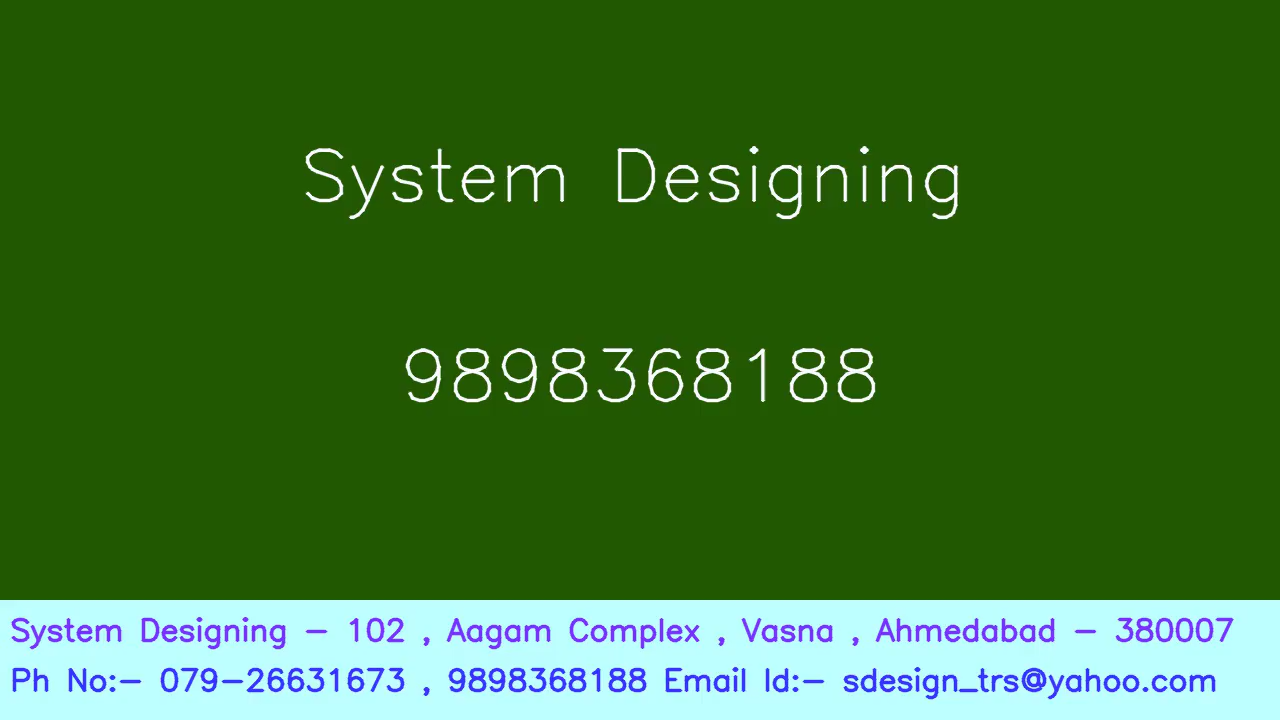 System Designing
9898368188
System Designing - 102 , Aagam Complex , Vasna , Ahmedabad - 380007
Ph No:- 079-26631673 , 9898368188 Email Id:- sdesign_trs@yahoo.com